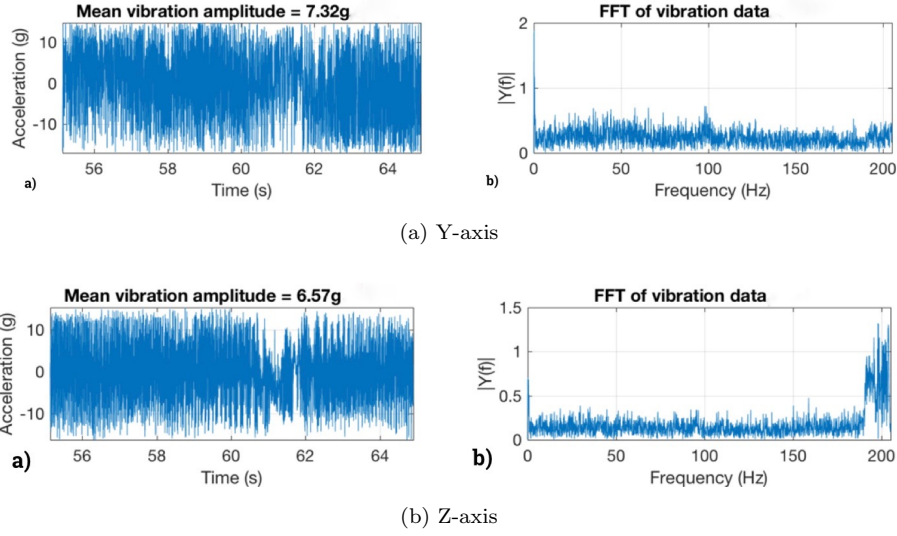 Mean vibration amplitude = 7.32g
Acceleration (g)
10
0
-10
56
58
60
62
64
Time (s)
a)
FFT of vibration data
|Y(f)|
2
1
0
0
50
100
150
200
Frequency (Hz)
b)
(a) Y-axis
Mean vibration amplitude = 6.57g
Acceleration (g)
10
0
-10
56
58
60
62
64
Time (s)
a)
FFT of vibration data
|Y(f)|
1.5
1
0.5
0
0
50
100
150
200
Frequency (Hz)
b)
(b) Z-axis